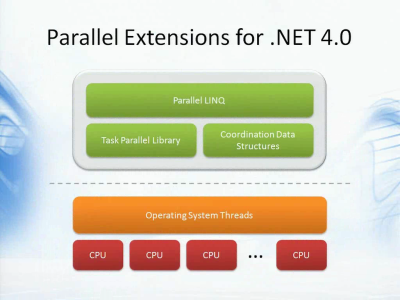 Parallel Extensions for .NET 4.0
Parallel LINQ
Task Parallel Library
Coordination Data
Structures
Operating System Threads
CPU CPU CPU ... CPU